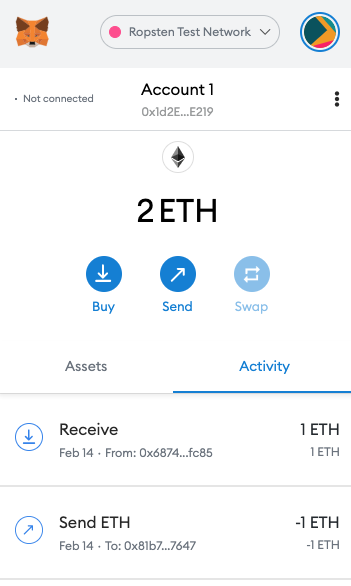 Ropsten Test Network
Not connected
Account 1
0x1d2E...E219
2 ETH
Buy
Send
Swap
Assets
Activity
Receive
1 ETH
Feb 14 · From: 0x6874...fc85
1 ETH
Send ETH
-1 ETH
Feb 14 · To: 0x81b7...7647
-1 ETH